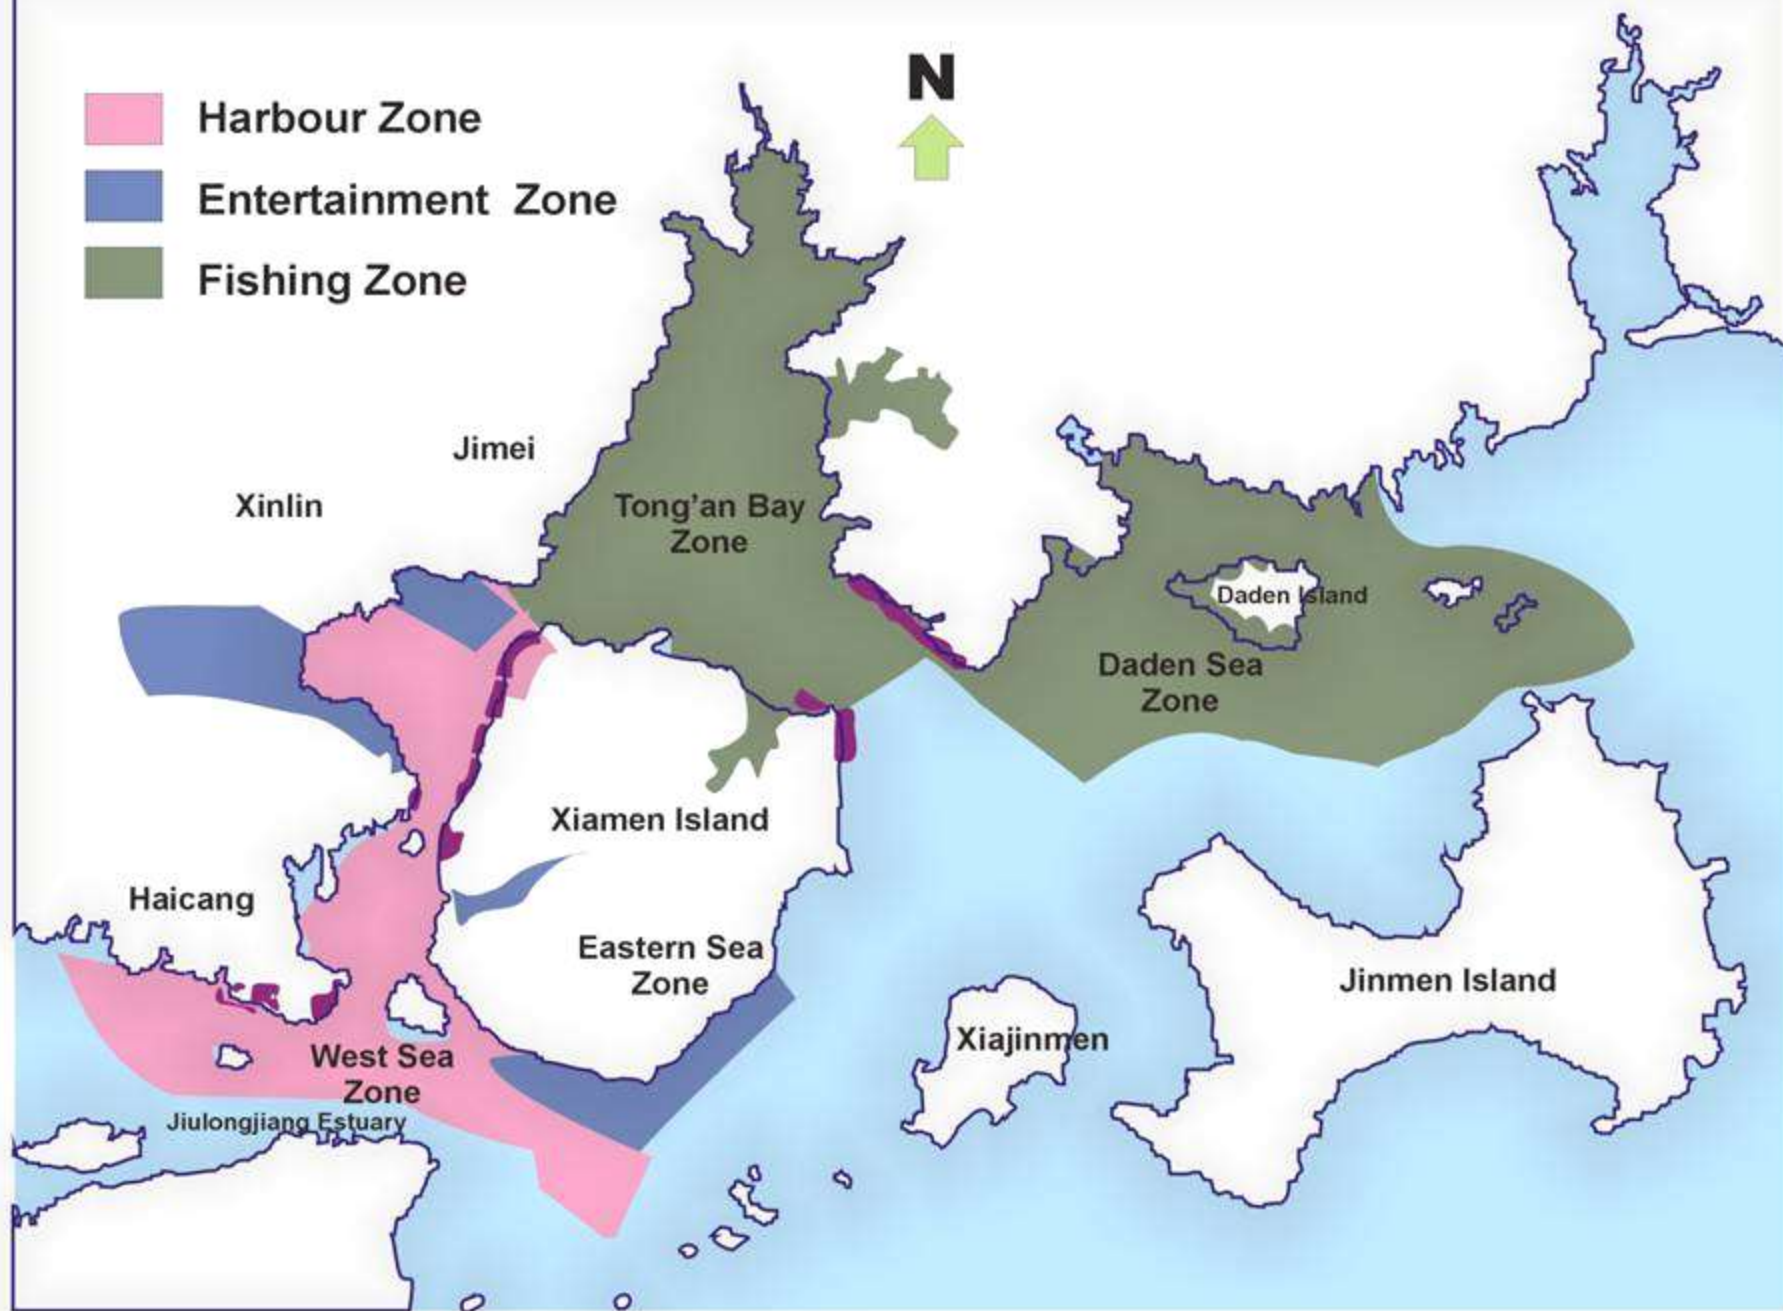 N
Harbour Zone
Entertainment Zone
Fishing Zone
Jimei
Xinlin
Tong'an Bay
Zone
Daden Island
Daden Sea
Zone
Xiamen Island
Haicang
Eastern Sea
Zone
Jinmen Island
Xiajinmen
West Sea
Zone
Jiulongjiang Estuary